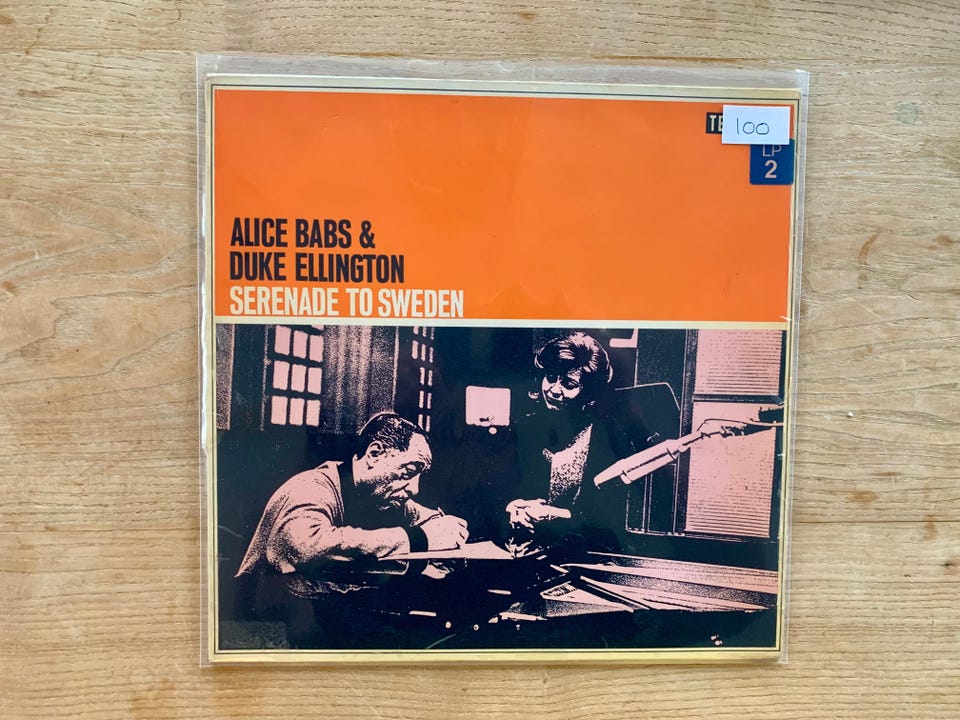 100
LP
2
ALICE BABS &
DUKE ELLINGTON
SERENADE TO SWEDEN